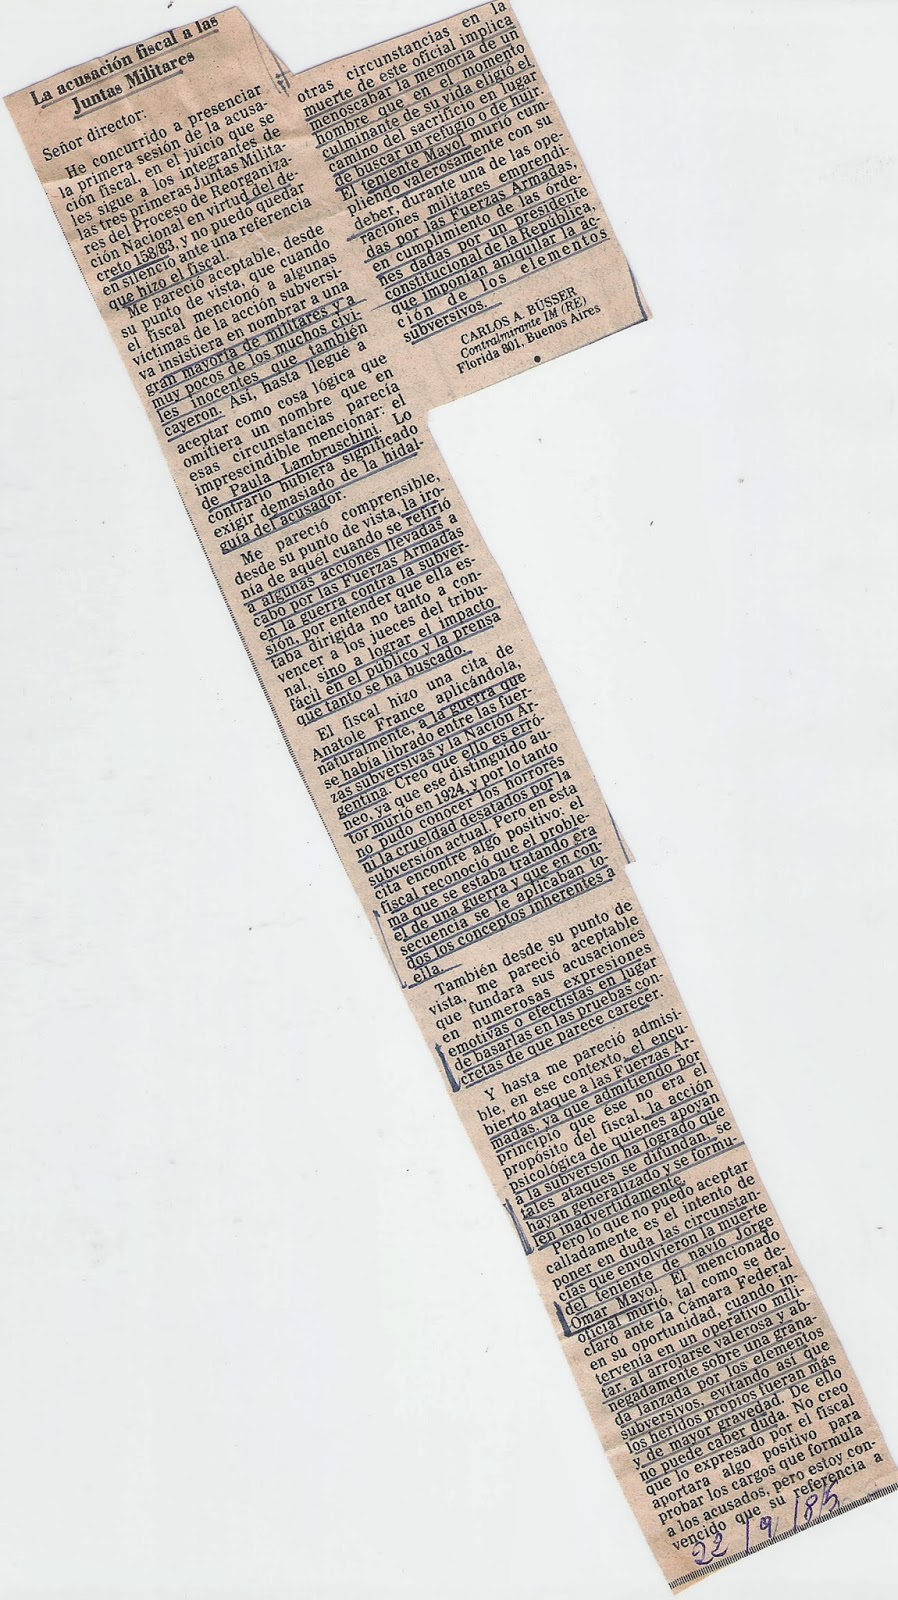 La acusación fiscal a las
Juntas Militares
Señor director:
He concurrido a presenciar
la primera sesión de la acusa-
ción fiscal, en el juicio que se
les sigue a los integrantes de
las tres primeras Juntas Milita
res del Proceso de Reorganiza-
ción Nacional en virtud del de-
creto 158/83, y no puedo quedar
en silencio ante una referencia
que hizo el fiscal.
Me pareció aceptable, desde
su punto de vista, que cuando
el fiscal mencionó a algunas
víctimas de la acción subversi-
va insistiera en nombrar a una
gran mayoría de militares y a
muy pocos de los muchos civi-
les inocentes que también
cayeron. Así, hasta llegué a
aceptar como cosa lógica que
omitiera un nombre que en
esas circunstancias parecía
imprescindible mencionar: el
de Paula Lambruschini. Lo
contrario hubiera significado
exigir demasiado de la hidal-
guía del acusador.
Me pareció comprensible,
desde su punto de vista, la iro-
nía de aquel cuando se refirió
a algunas acciones llevadas a
cabo por las Fuerzas Armadas
en la guerra contra la subver-
sión, por entender que ella es-
taba dirigida no tanto a con-
vencer a los jueces del tribu-
nal, sino a lograr el impacto
fácil en el público y la prensa
que tanto se ha buscado.
El fiscal hizo una cita de
Anatole France aplicándola,
naturalmente, a la guerra que
se había librado entre las fuer-
zas subversivas y la Nación Ar-
gentina. Creo que ello es erró-
neo, ya que ese distinguido au-
tor murió en 1924, y por lo tanto
no pudo conocer los horrores
ni la crueldad desatados por la
subversión actual. Pero en esta
cita encontre algo positivo: el
fiscal reconoció que el proble-
ma que se estaba tratando era
el de una guerra y que en con-
secuencia se le aplicaban to-
dos los conceptos inherentes a
ella.
También desde su punto de
vista, me pareció aceptable
que fundara sus acusaciones
en numerosas expresiones
emotivas o efectistas en lugar
de basarlas en las pruebas con-
cretas de que parece carecer.
Y hasta me pareció admisi-
ble, en ese contexto, el encu-
bierto ataque a las Fuerzas Ar-
madas, ya que admitiendo por
principio que ése no era el
propósito del fiscal, la acción
psicológica de quienes apoyan
a la subversión ha logrado que
tales ataques se difundan, se
hayan generalizado y se formu-
len inadvertidamente.
Pero lo que no puedo aceptar
calladamente es el intento de
poner en duda las circunstan-
cias que envolvieron la muerte
del teniente de navío Jorge
Omar Mayol. El mencionado
oficial murió, tal como se de-
claró ante la Cámara Federal
en su oportunidad, cuando in-
tervenía en un operativo mili-
tar, al arrojarse valerosa y ab-
negadamente sobre una grana-
da lanzada por los elementos
subversivos, evitando así que
los heridos propios fueran más
y de mayor gravedad. De ello
no puede caber duda. No creo
que lo expresado por el fiscal
aportara algo positivo para
probar los cargos que formula
a los acusados, pero estoy con-
vencido que su referencia a
otras circunstancias en la
muerte de este oficial implica
menoscabar la memoria de un
hombre que en el momento
culminante de su vida eligió el
camino del sacrificio en lugar
de buscar un refugio o de huir.
El teniente Mayol murió cum-
pliendo valerosamente con su
deber, durante una de las ope-
raciones militares emprendi-
das por las Fuerzas Armadas,
en cumplimiento de las órde-
nes dadas por un presidente
constitucional de la República,
que imponían aniquilar la ac-
ción de los elementos
subversivos.
CARLOS A. BÜSSER
Contralmirante IM (RE)
Florida 801, Buenos Aires
22/9/85